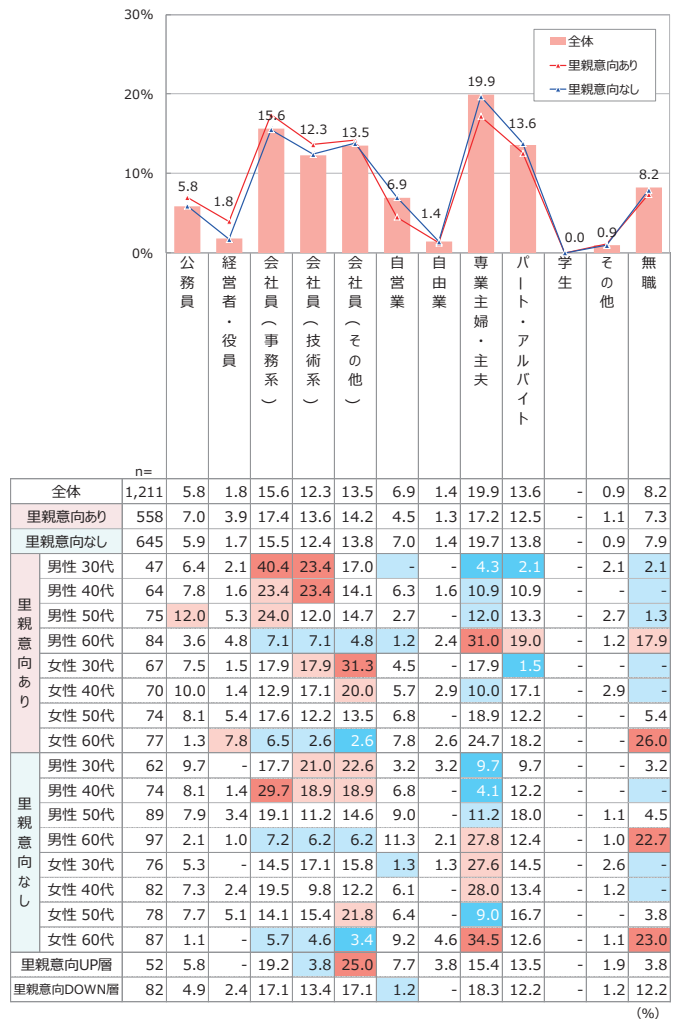 30%
20%
10%
0%
全体
里親意向あり
里親意向なし
5.8
1.8
15.6
12.3
13.5
6.9
1.4
19.9
13.6
0.0
0.9
8.2
公務員
経営者・役員
会社員(事務系)
会社員(技術系)
会社員(その他)
自営業
自由業
専業主婦・主夫
パート・アルバイト
学生
その他
無職
n=
全体 1,211 5.8 1.8 15.6 12.3 13.5 6.9 1.4 19.9 13.6 - 0.9 8.2
里親意向あり 558 7.0 3.9 17.4 13.6 14.2 4.5 1.3 17.2 12.5 - 1.1 7.3
里親意向なし 645 5.9 1.7 15.5 12.4 13.8 7.0 1.4 19.7 13.8 - 0.9 7.9
里親意向あり
男性 30代 47 6.4 2.1 40.4 23.4 17.0 - - 4.3 2.1 - 2.1 2.1
男性 40代 64 7.8 1.6 23.4 23.4 14.1 6.3 1.6 10.9 10.9 - - -
男性 50代 75 12.0 5.3 24.0 12.0 14.7 2.7 - 12.0 13.3 - 2.7 1.3
男性 60代 84 3.6 4.8 7.1 7.1 4.8 1.2 2.4 31.0 19.0 - 1.2 17.9
女性 30代 67 7.5 1.5 17.9 17.9 31.3 4.5 - 17.9 1.5 - - -
女性 40代 70 10.0 1.4 12.9 17.1 20.0 5.7 2.9 10.0 17.1 - 2.9 -
女性 50代 74 8.1 5.4 17.6 12.2 13.5 6.8 - 18.9 12.2 - - 5.4
女性 60代 77 1.3 7.8 6.5 2.6 2.6 7.8 2.6 24.7 18.2 - - 26.0
里親意向なし
男性 30代 62 9.7 - 17.7 21.0 22.6 3.2 3.2 9.7 9.7 - - 3.2
男性 40代 74 8.1 1.4 29.7 18.9 18.9 6.8 - 4.1 12.2 - - -
男性 50代 89 7.9 3.4 19.1 11.2 14.6 9.0 - 11.2 18.0 - 1.1 4.5
男性 60代 97 2.1 1.0 7.2 6.2 6.2 11.3 2.1 27.8 12.4 - 1.0 22.7
女性 30代 76 5.3 - 14.5 17.1 15.8 1.3 1.3 27.6 14.5 - 2.6 -
女性 40代 82 7.3 2.4 19.5 9.8 12.2 6.1 - 28.0 13.4 - 1.2 -
女性 50代 78 7.7 5.1 14.1 15.4 21.8 6.4 - 9.0 16.7 - - 3.8
女性 60代 87 1.1 - 5.7 4.6 3.4 9.2 4.6 34.5 12.6 - 1.1 23.0
里親意向UP層 52 5.8 - 19.2 3.8 25.0 7.7 3.8 15.4 13.5 - 1.9 3.8
里親意向DOWN層 82 4.9 2.4 17.1 13.4 17.1 1.2 - 18.3 12.2 - 1.2 12.2
(%)